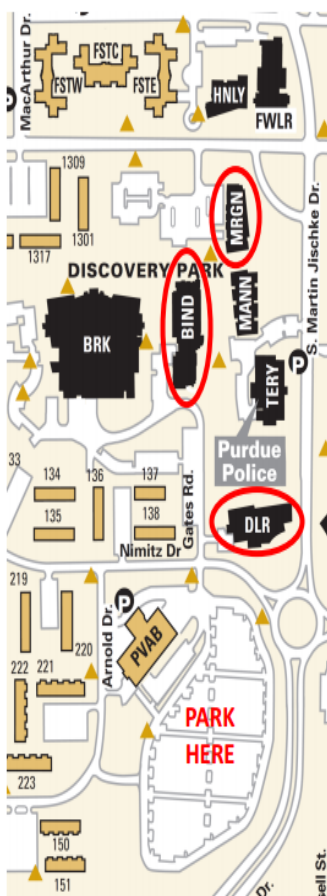 MacArthur Dr.
FSTC
FSTW
FSTE
HNLY
FWLR
P
1309
1301
1317
MRGN
S. Martin Jischke Dr.
DISCOVERY PARK
BRK
BIND
MANN
P
TERY
Purdue
Police
33
134
136
137
135
138
Gates Rd.
DLR
Nimitz Dr
219
220
P
Arnold Dr.
PVAB
222
221
223
PARK
HERE
150
151
Dr.
ell St.